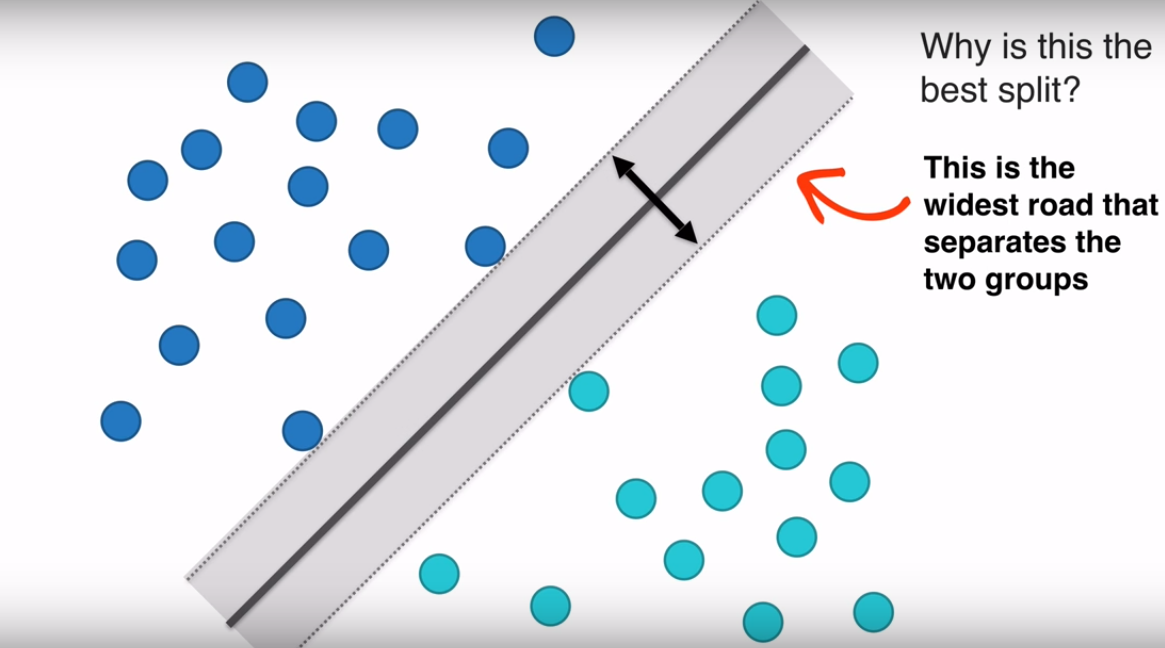 Why is this the
best split?
This is the
widest road that
separates the
two groups